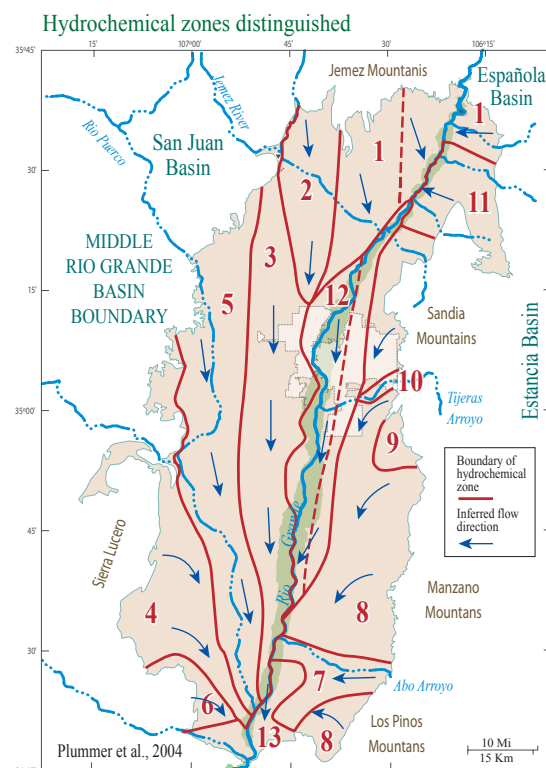 Hydrochemical zones distinguished
35°45'
15'
107°00'
45'
30'
106°15'
Jemez Mountanis
Española
Basin
Jemez River
Rio Puerco
San Juan
Basin
1
1
30'
2
11
MIDDLE
RIO GRANDE
BASIN
BOUNDARY
3
5
12
15'
Sandia
Mountains
Estancia Basin
10
Tijeras
Arroyo
35°00'
9
Boundary of
hydrochemical
zone
Inferred flow
direction
45'
Rio Grande
Sierra Lucero
Manzano
Mountans
4
8
30'
7
Abo Arroyo
6
Los Pinos
Mountans
13
8
Plummer et al., 2004
10 Mi
15 Km